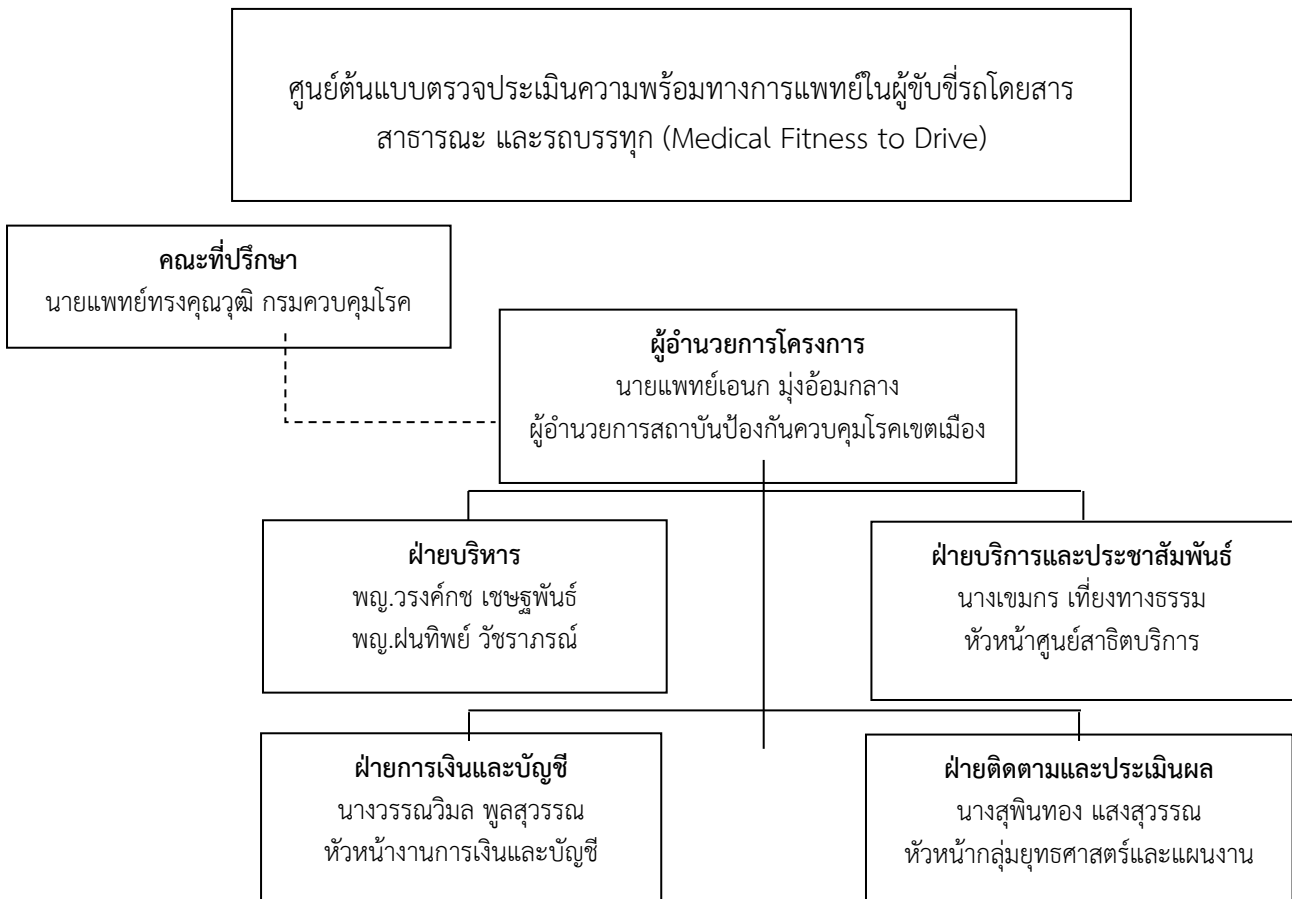 ศูนย์ต้นแบบตรวจประเมินความพร้อมทางการแพทย์ในผู้ขับขี่รถโดยสาร
สาธารณะ และรถบรรทุก (Medical Fitness to Drive)
คณะที่ปรึกษา
นายแพทย์ทรงคุณวุฒิ กรมควบคุมโรค
ผู้อำนวยการโครงการ
นายแพทย์เอนก มุ่งอ้อมกลาง
ผู้อำนวยการสถาบันป้องกันควบคุมโรคเขตเมือง
ฝ่ายบริหาร
พญ.วรงค์กช เชษฐพันธ์
พญ.ฝนทิพย์ วัชราภรณ์
ฝ่ายบริการและประชาสัมพันธ์
นางเขมกร เที่ยงทางธรรม
หัวหน้าศูนย์สาธิตบริการ
ฝ่ายการเงินและบัญชี
นางวรรณวิมล พูลสุวรรณ
หัวหน้างานการเงินและบัญชี
ฝ่ายติดตามและประเมินผล
นางสุพินทอง แสงสุวรรณ
หัวหน้ากลุ่มยุทธศาสตร์และแผนงาน